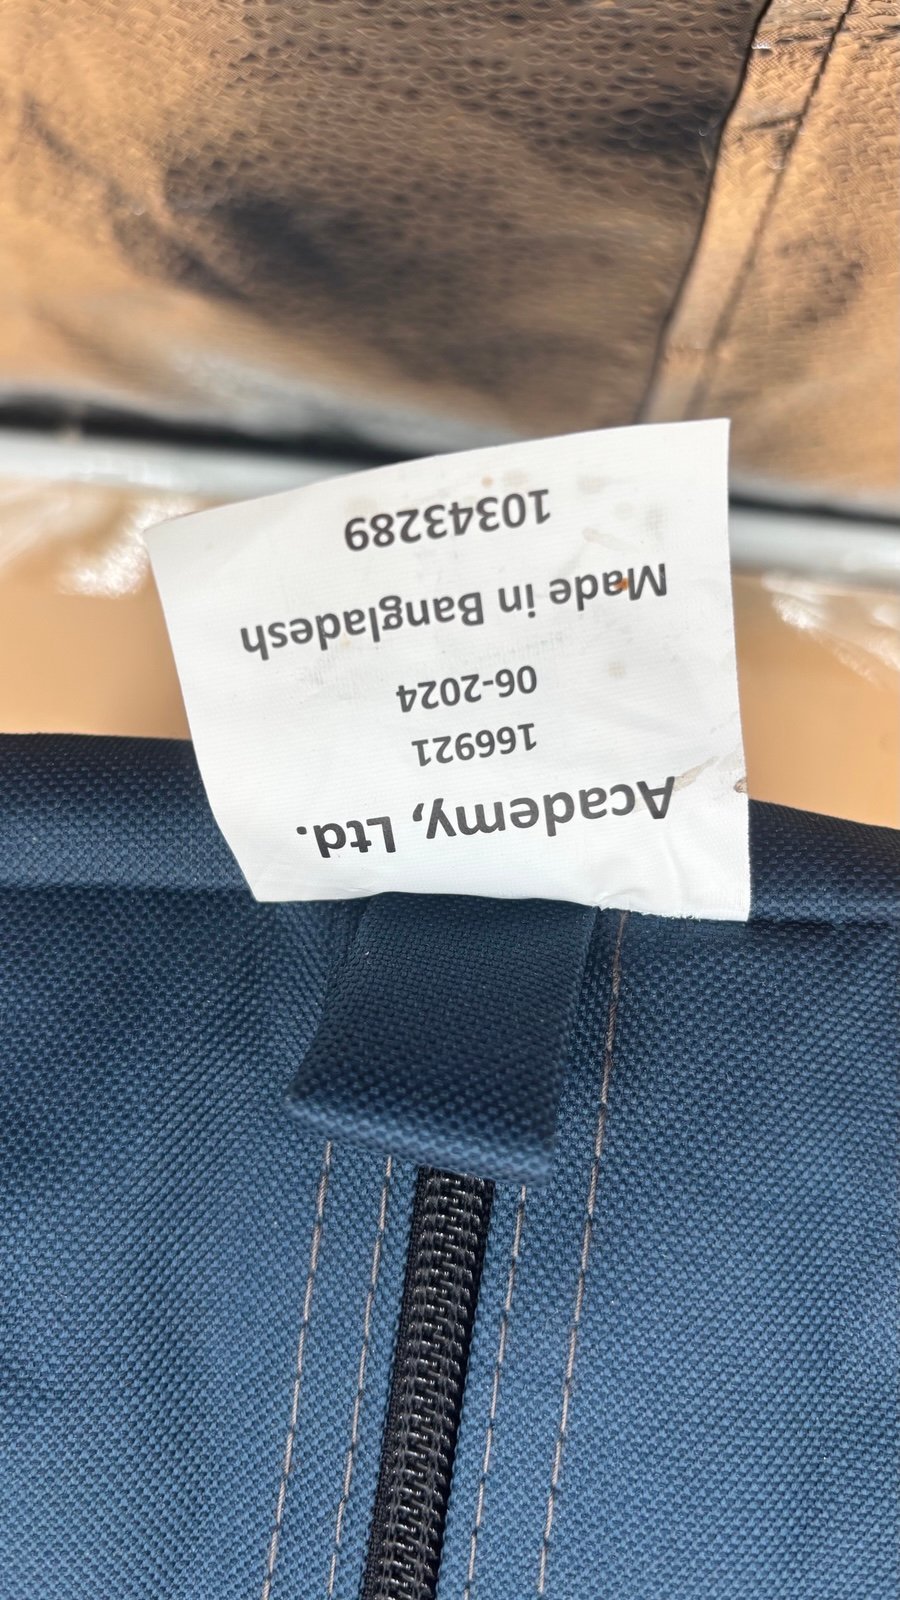 Academy, Ltd.
166921
06-2024
Made in Bangladesh
10343289